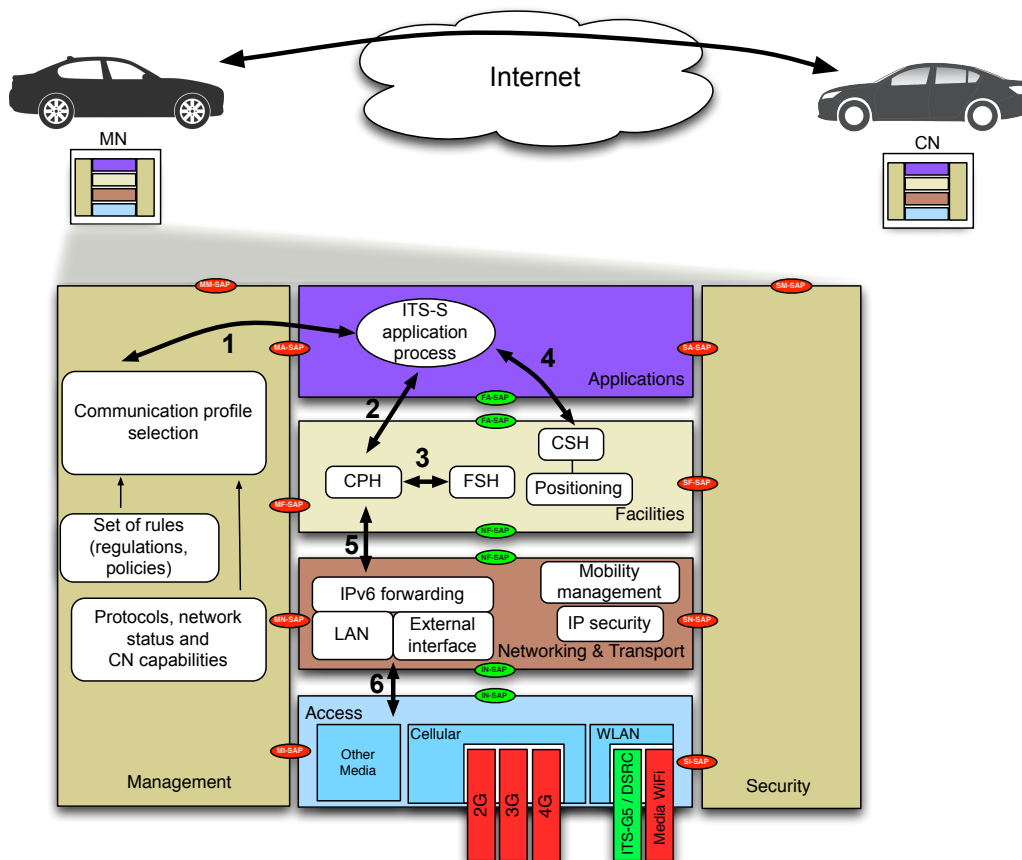 Internet
MN
CN
MM-SAP
SM-SAP
ITS-S
application
process
1
4
MA-SAP
SA-SAP
Applications
Communication profile
selection
2
FA-SAP
FA-SAP
CSH
3
CPH
FSH
Positioning
MF-SAP
SF-SAP
Facilities
Set of rules
(regulations,
policies)
NF-SAP
5
NF-SAP
IPv6 forwarding
Mobility
management
LAN
External
interface
IP security
MN-SAP
SN-SAP
Networking & Transport
Protocols, network
status and
CN capabilities
IN-SAP
6
IN-SAP
Access
Other
Media
Cellular
WLAN
2G
3G
4G
ITS-G5 / DSRC
Media WiFi
MI-SAP
SI-SAP
Management
Security